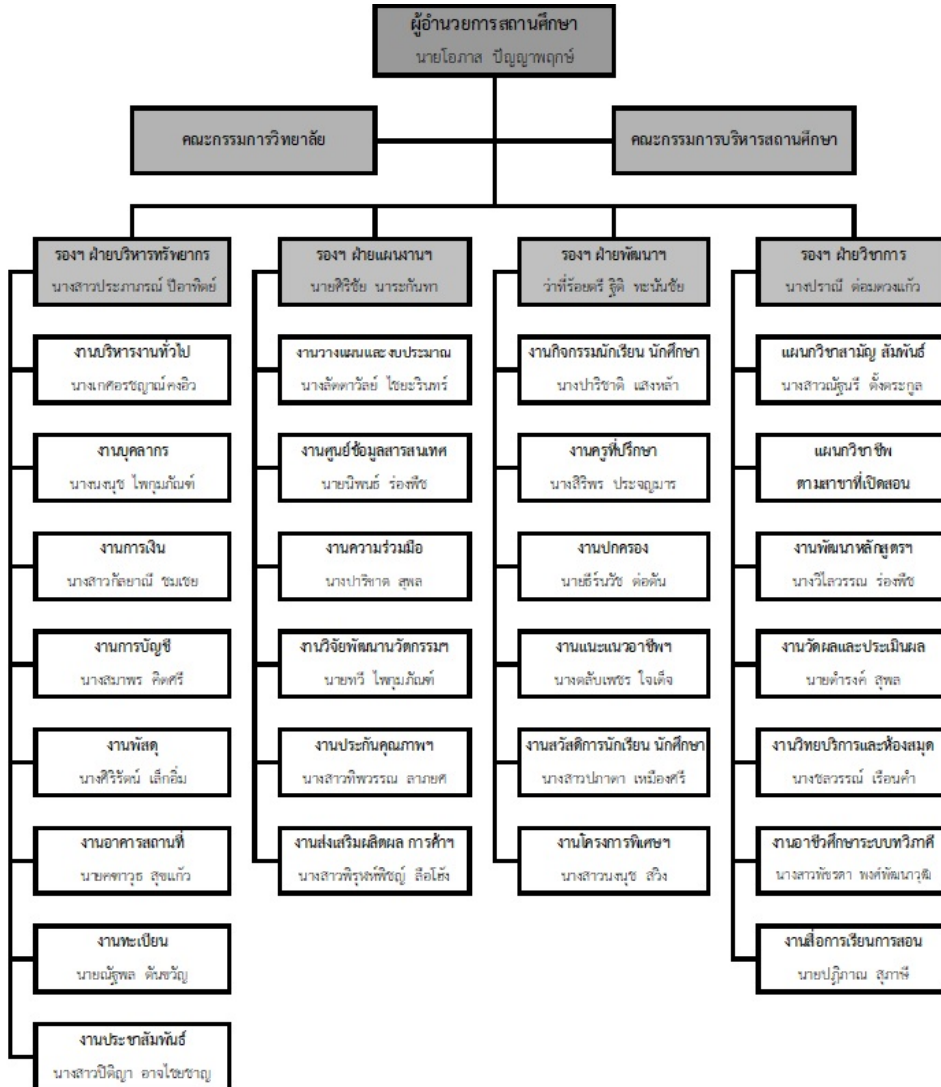 ผู้อำนวยการสถานศึกษา
นายโอภาส ปัญญาพฤกษ์
คณะกรรมการวิทยาลัย
คณะกรรมการบริหารสถานศึกษา
รองฯ ฝ่ายบริหารทรัพยากร
นางสาวประภาภรณ์ ปีอาทิตย์
งานบริหารงานทั่วไป
นางเกศอรชญาณ์คงอิว
งานบุคลากร
นางนงนุช ไพกุมภัณฑ์
งานการเงิน
นางสาวกัลยาณี ชมเชย
งานการบัญชี
นางสมาพร คิดศรี
งานพัสดุ
นางศิริรัตน์ เล็กอิ่ม
งานอาคารสถานที่
นายคฑาวุธ สุขแก้ว
งานทะเบียน
นายณัฐพล ตันขวัญ
งานประชาสัมพันธ์
นางสาวปิติญา อาจไชยชาญ
รองฯ ฝ่ายแผนงานฯ
นายศิริชัย นาระกันทา
งานวางแผนและงบประมาณ
นางลัดดาวัลย์ ไชยะรินทร์
งานศูนย์ข้อมูลสารสนเทศ
นายนิพนธ์ ร่องพืช
งานความร่วมมือ
นางปาริชาต สุพล
งานวิจัยพัฒนานวัตกรรมฯ
นายทวี ไพกุมภัณฑ์
งานประกันคุณภาพฯ
นางสาวทิพวรรณ ลาภยศ
งานส่งเสริมผลิตผล การค้าฯ
นางสาวพิรุฬห์พิชญ์ ลือโฮ้ง
รองฯ ฝ่ายพัฒนาฯ
ว่าที่ร้อยตรี ฐิติ ทะนันชัย
งานกิจกรรมนักเรียน นักศึกษา
นางปาริชาติ แสงหล้า
งานครูที่ปรึกษา
นางสิริพร ประจญมาร
งานปกครอง
นายธีร์นวัช ต่อตัน
งานแนะแนวอาชีพฯ
นางตลับเพชร ใจเด็จ
งานสวัสดิการนักเรียน นักศึกษา
นางสาวปภาดา เหมืองศรี
งานโครงการพิเศษฯ
นางสาวนงนุช สวิง
รองฯ ฝ่ายวิชาการ
นางปราณี ต่อมดวงแก้ว
แผนกวิชาสามัญ สัมพันธ์
นางสาวณัฐนรี ตั้งตระกูล
แผนกวิชาชีพ
ตามสาขาที่เปิดสอน
งานพัฒนาหลักสูตรฯ
นางวิไลวรรณ ร่องพืช
งานวัดผลและประเมินผล
นายดำรงค์ สุพล
งานวิทยบริการและห้องสมุด
นางชลวรรณ์ เรือนคำ
งานอาชีวศึกษาระบบทวิภาคี
นางสาวพัชรดา พงศ์พัฒนาวุฒิ
งานสื่อการเรียนการสอน
นายปฏิภาณ สุภาษี